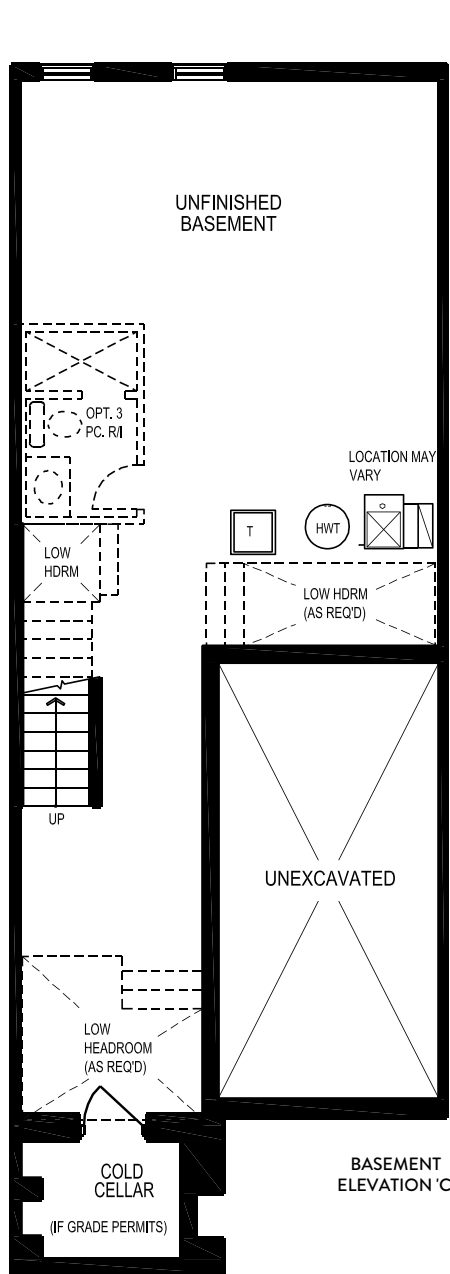 UNFINISHED
BASEMENT
OPT. 3
PC. R/I
LOCATION MAY
VARY
T
HWT
LOW
HDRM
LOW HDRM
(AS REQ'D)
UP
UNEXCAVATED
LOW
HEADROOM
(AS REQ'D)
COLD
CELLAR
(IF GRADE PERMITS)
BASEMENT
ELEVATION 'C